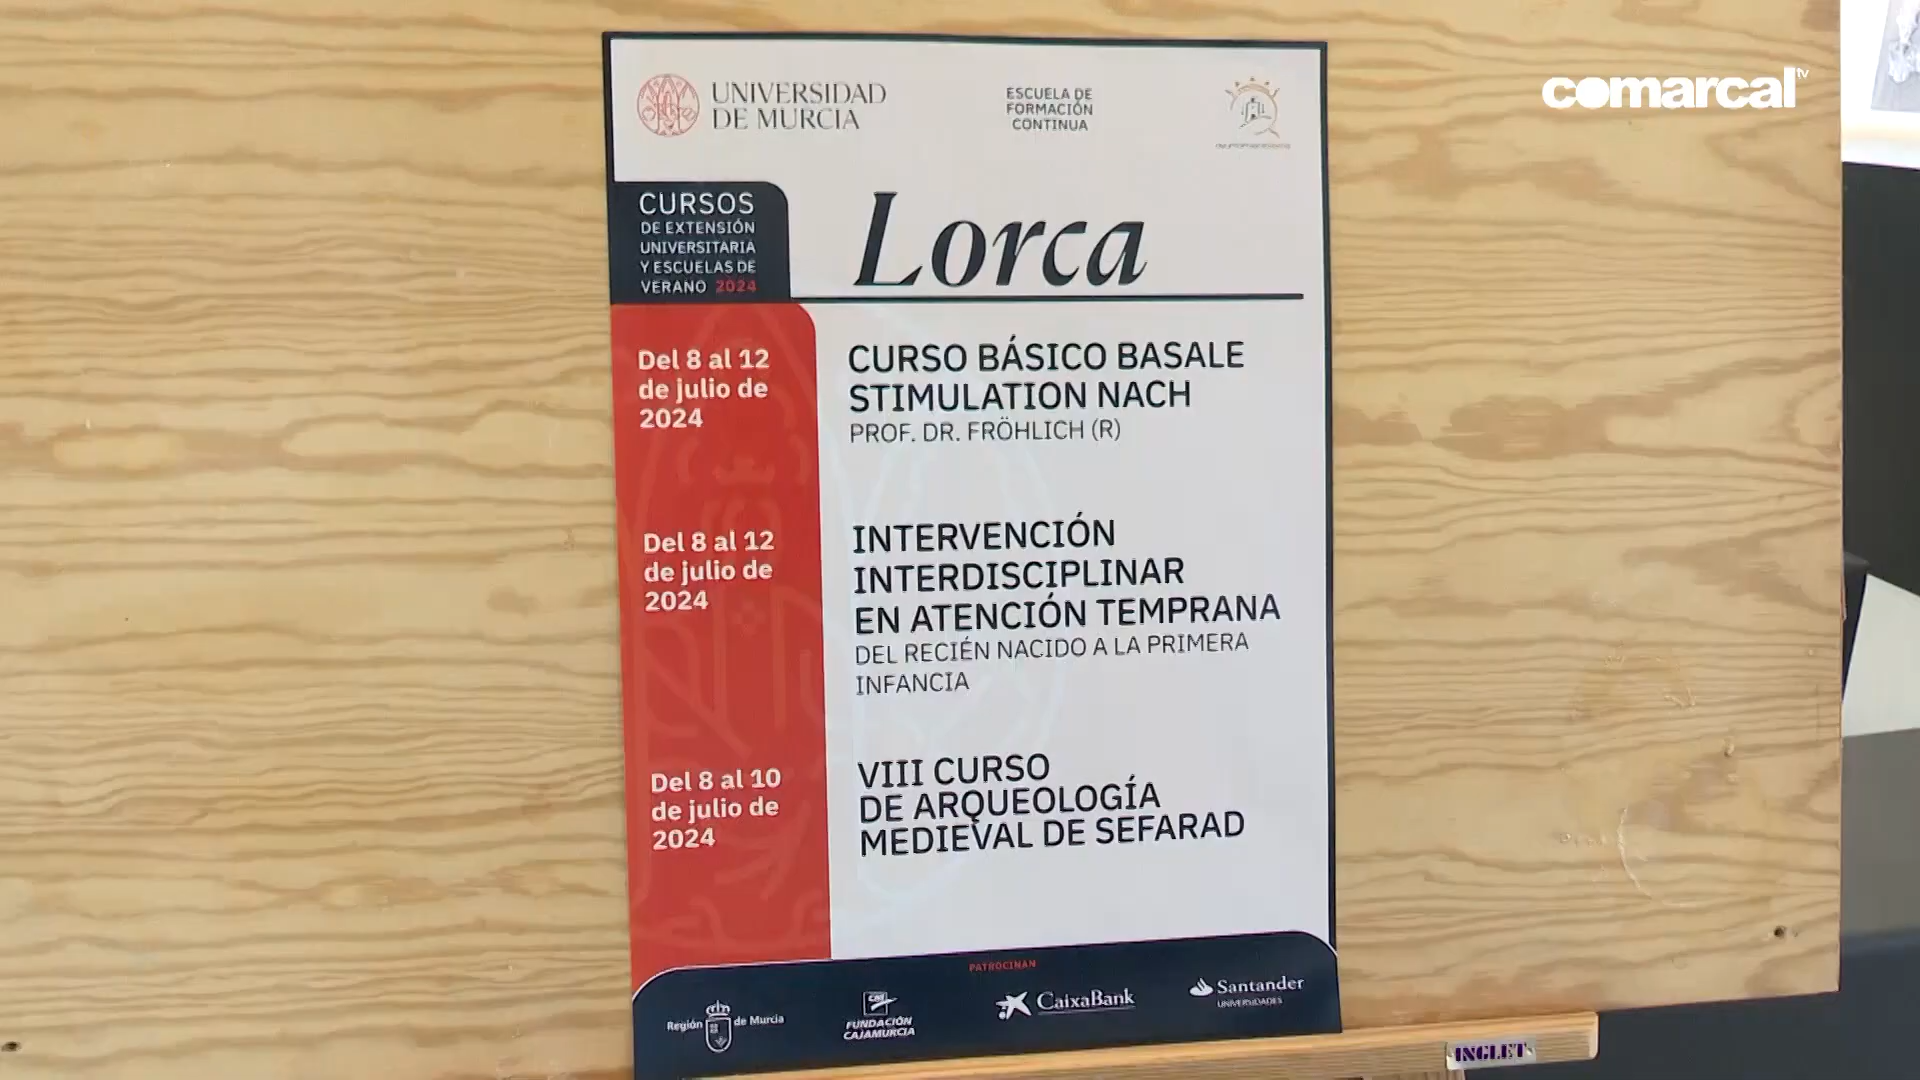 comarcal tv
UNIVERSIDAD
DE MURCIA
ESCUELA DE
FORMACIÓN
CONTINUA
CURSOS
DE EXTENSIÓN
UNIVERSITARIA
Y ESCUELAS DE
VERANO 2024
Lorca
Del 8 al 12
de julio de
2024
CURSO BÁSICO BASALE
STIMULATION NACH
PROF. DR. FRÖHLICH (R)
Del 8 al 12
de julio de
2024
INTERVENCIÓN
INTERDISCIPLINAR
EN ATENCIÓN TEMPRANA
DEL RECIÉN NACIDO A LA PRIMERA
INFANCIA
Del 8 al 10
de julio de
2024
VIII CURSO
DE ARQUEOLOGÍA
MEDIEVAL DE SEFARAD
PATROCINAN
Región de Murcia
FUNDACIÓN
CAJAMURCIA
CaixaBank
Santander
UNIVERSIDADES
INGLET